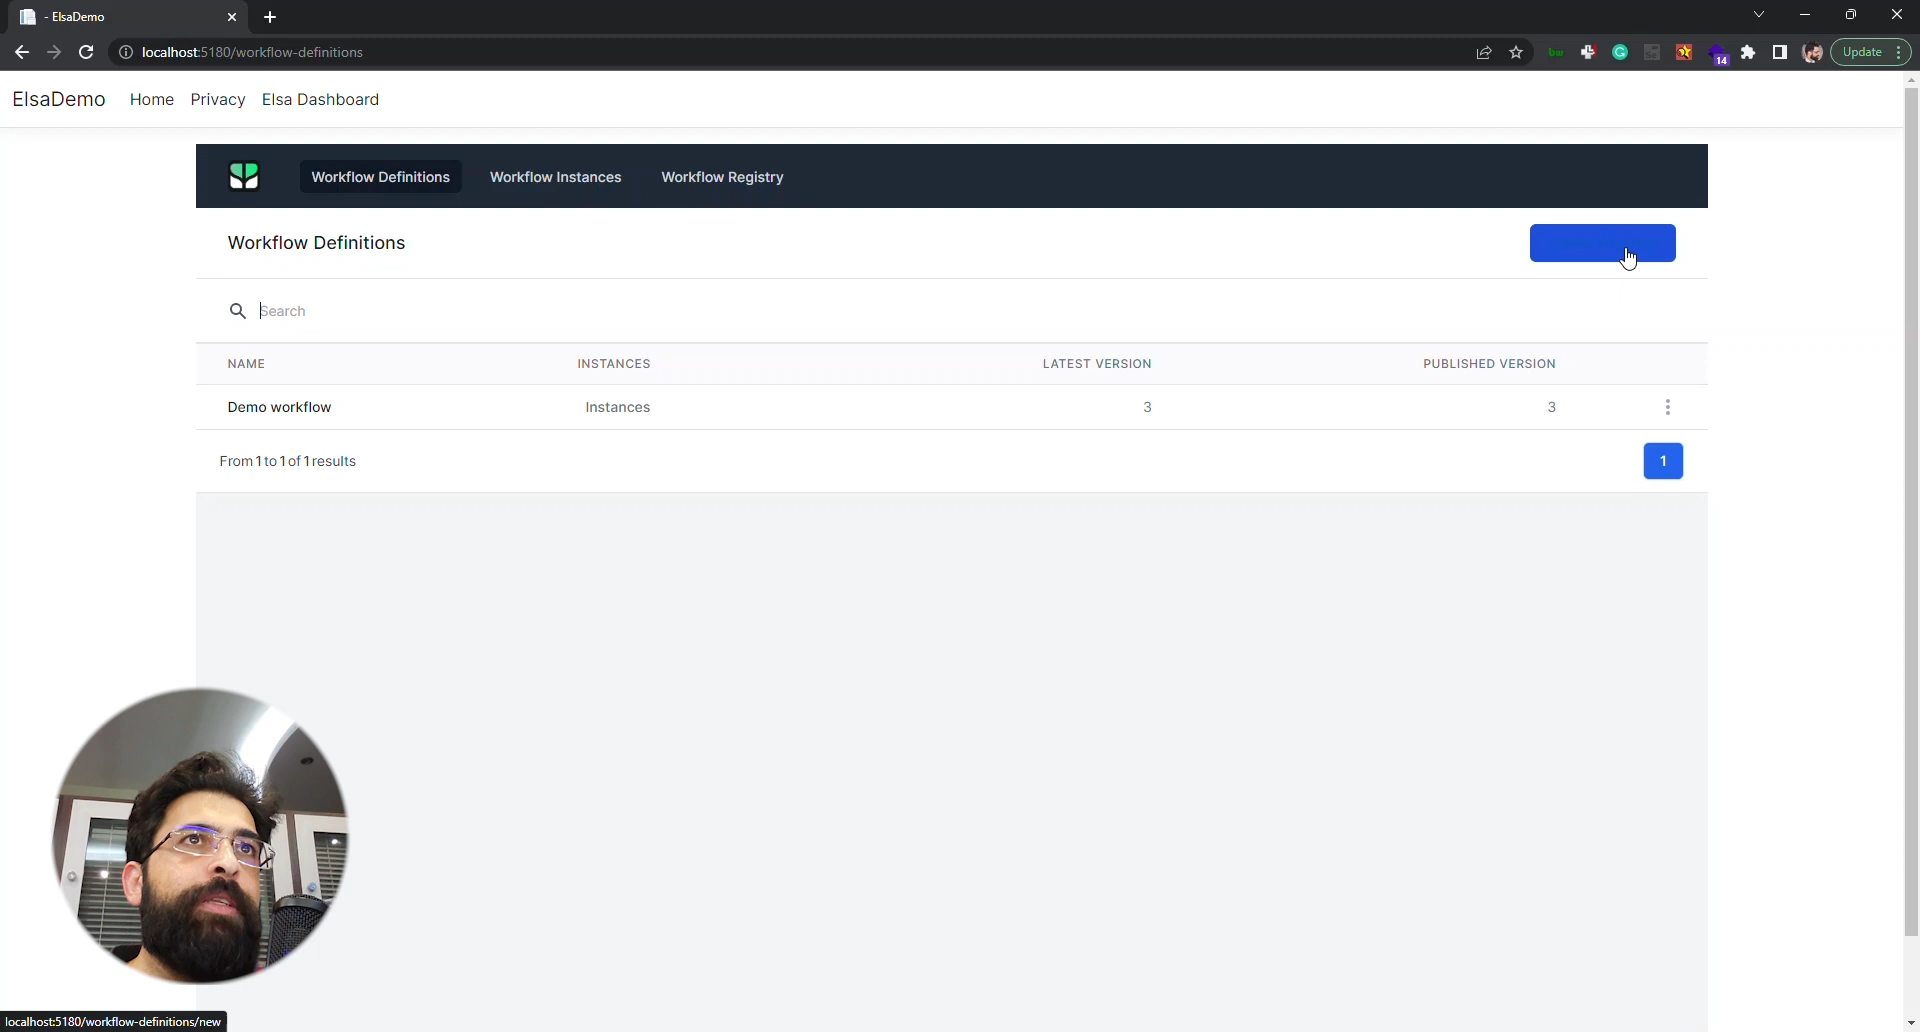 - ElsaDemo
localhost:5180/workflow-definitions
bw
14
Update
ElsaDemo Home Privacy Elsa Dashboard
Workflow Definitions Workflow Instances Workflow Registry
Workflow Definitions
Search
NAME INSTANCES LATEST VERSION PUBLISHED VERSION
Demo workflow Instances 3 3
From 1 to 1 of 1 results
1
localhost:5180/workflow-definitions/new